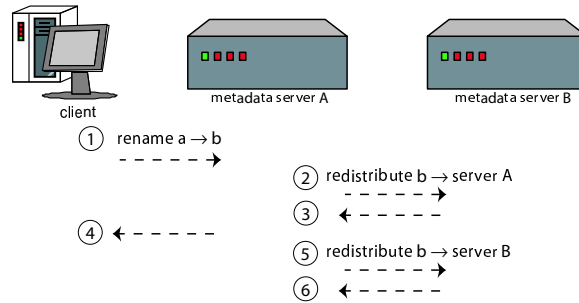 metadata server A
metadata server B
client
1 rename a → b
2 redistribute b → server A
3
4
5 redistribute b → server B
6